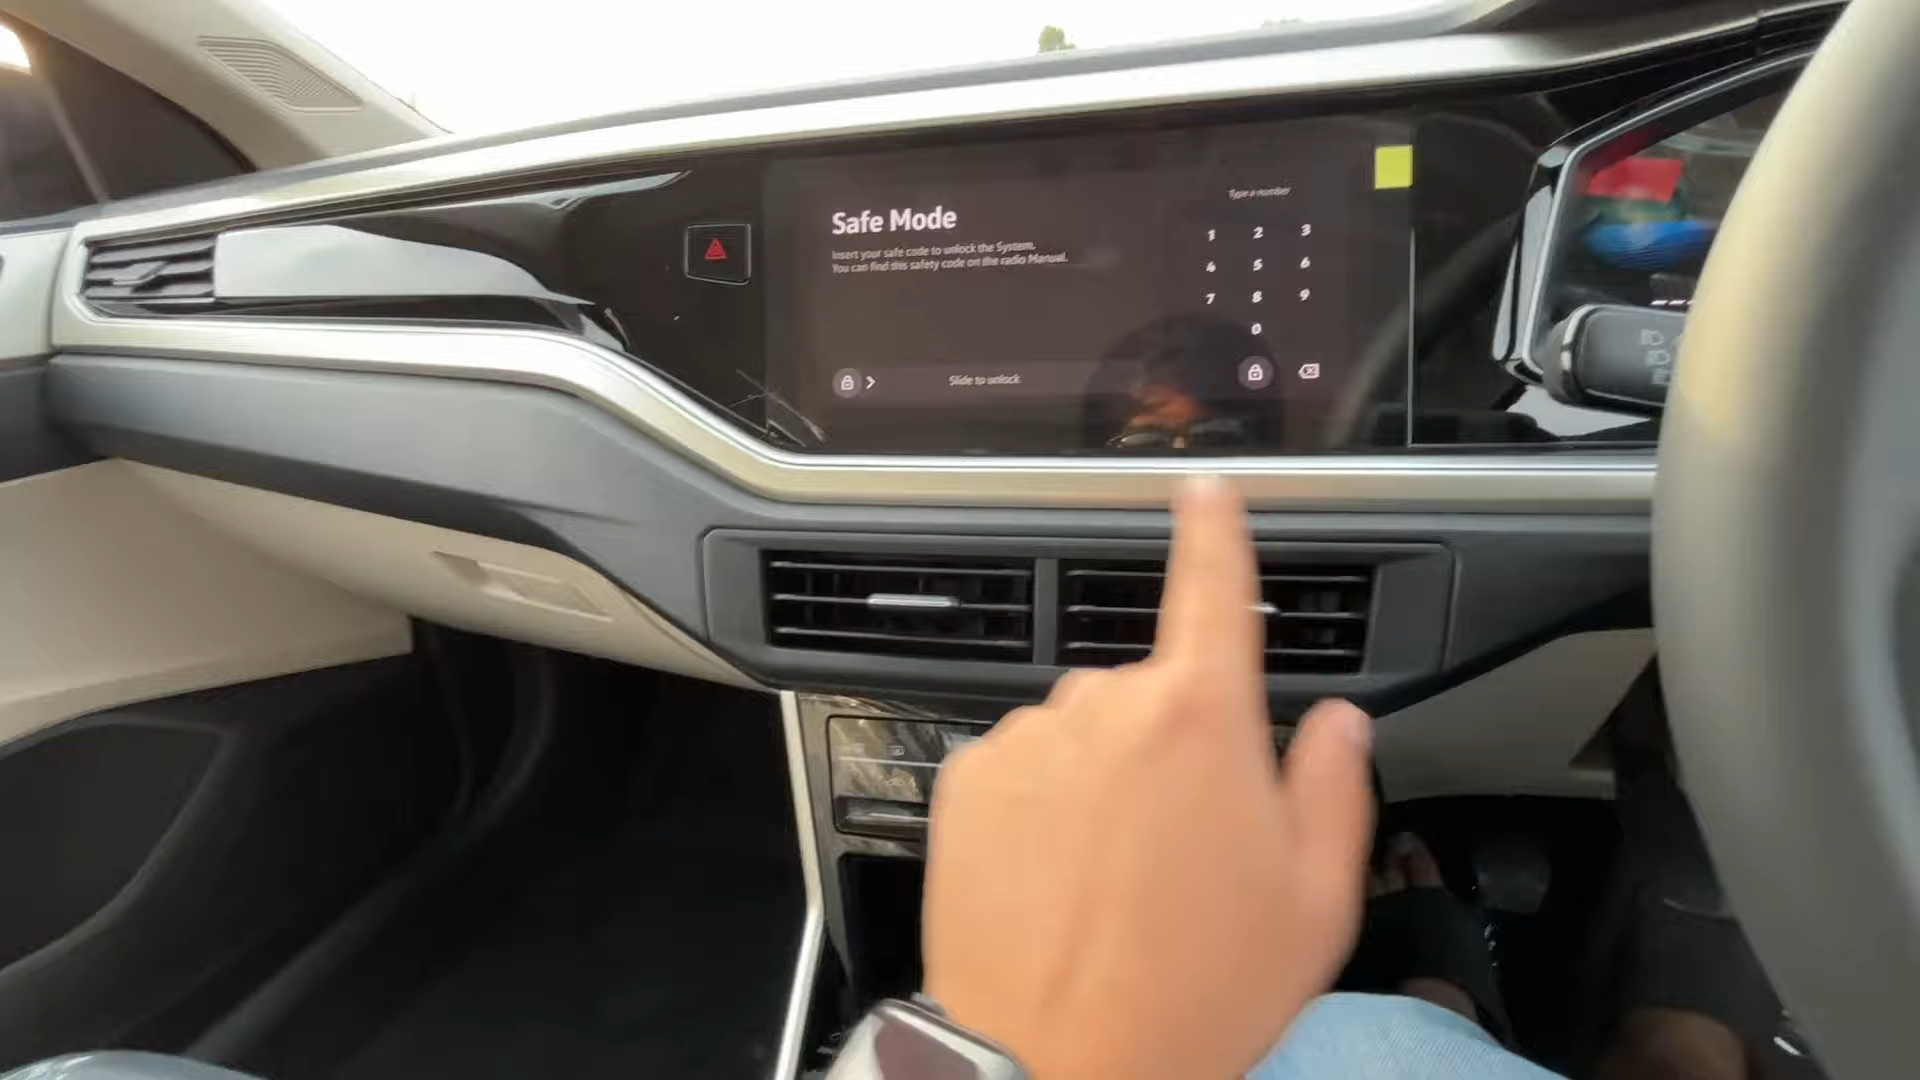 Safe Mode
Insert your safe code to unlock the System.
You can find this safety code on the radio Manual.
Type a number
1 2 3
4 5 6
7 8 9
0
Slide to unlock